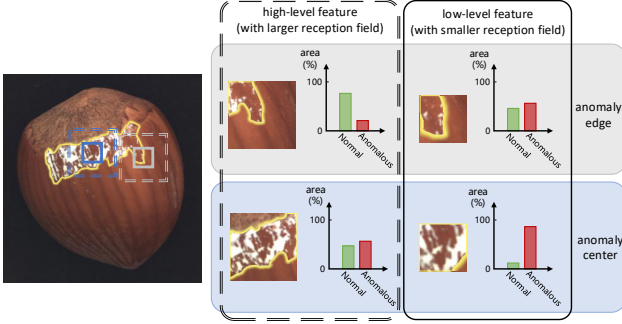 high-level feature
(with larger reception field)
low-level feature
(with smaller reception field)
area
(%)
100
0
Normal
Anomalous
area
(%)
100
0
Normal
Anomalous
anomaly
edge
area
(%)
100
0
Normal
Anomalous
area
(%)
100
0
Normal
Anomalous
anomaly
center